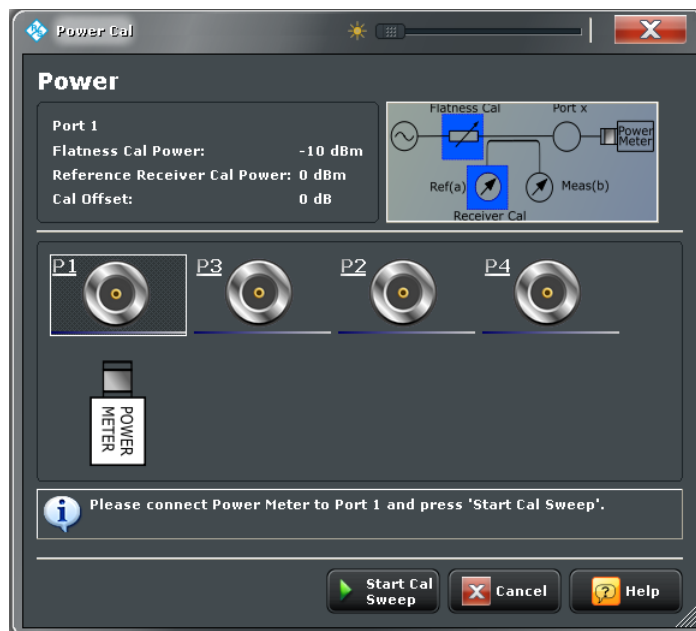 Power Cal
X
Power
Port 1
Flatness Cal Power: -10 dBm
Reference Receiver Cal Power: 0 dBm
Cal Offset: 0 dB
Flatness Cal
Port x
Power
Meter
Ref(a)
Meas(b)
Receiver Cal
P1 P3 P2 P4
POWER
METER
Please connect Power Meter to Port 1 and press 'Start Cal Sweep'.
Start Cal
Sweep
Cancel
Help